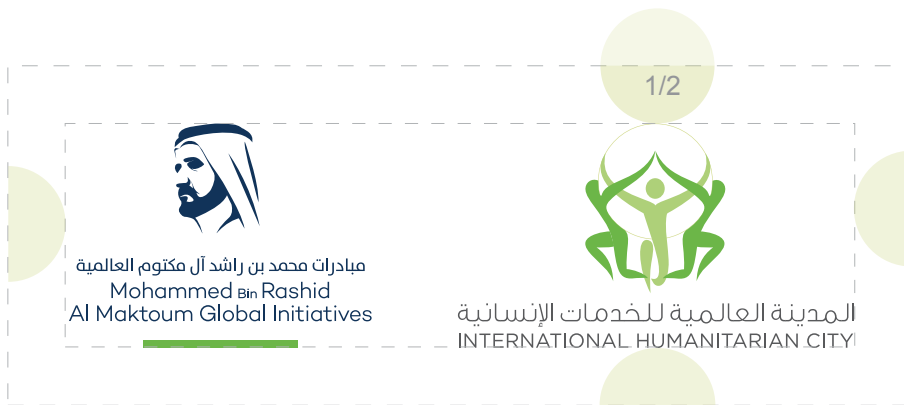 1/2
مبادرات محمد بن راشد آل مكتوم العالمية
Mohammed Bin Rashid
Al Maktoum Global Initiatives
المدينة العالمية للخدمات الإنسانية
INTERNATIONAL HUMANITARIAN CITY